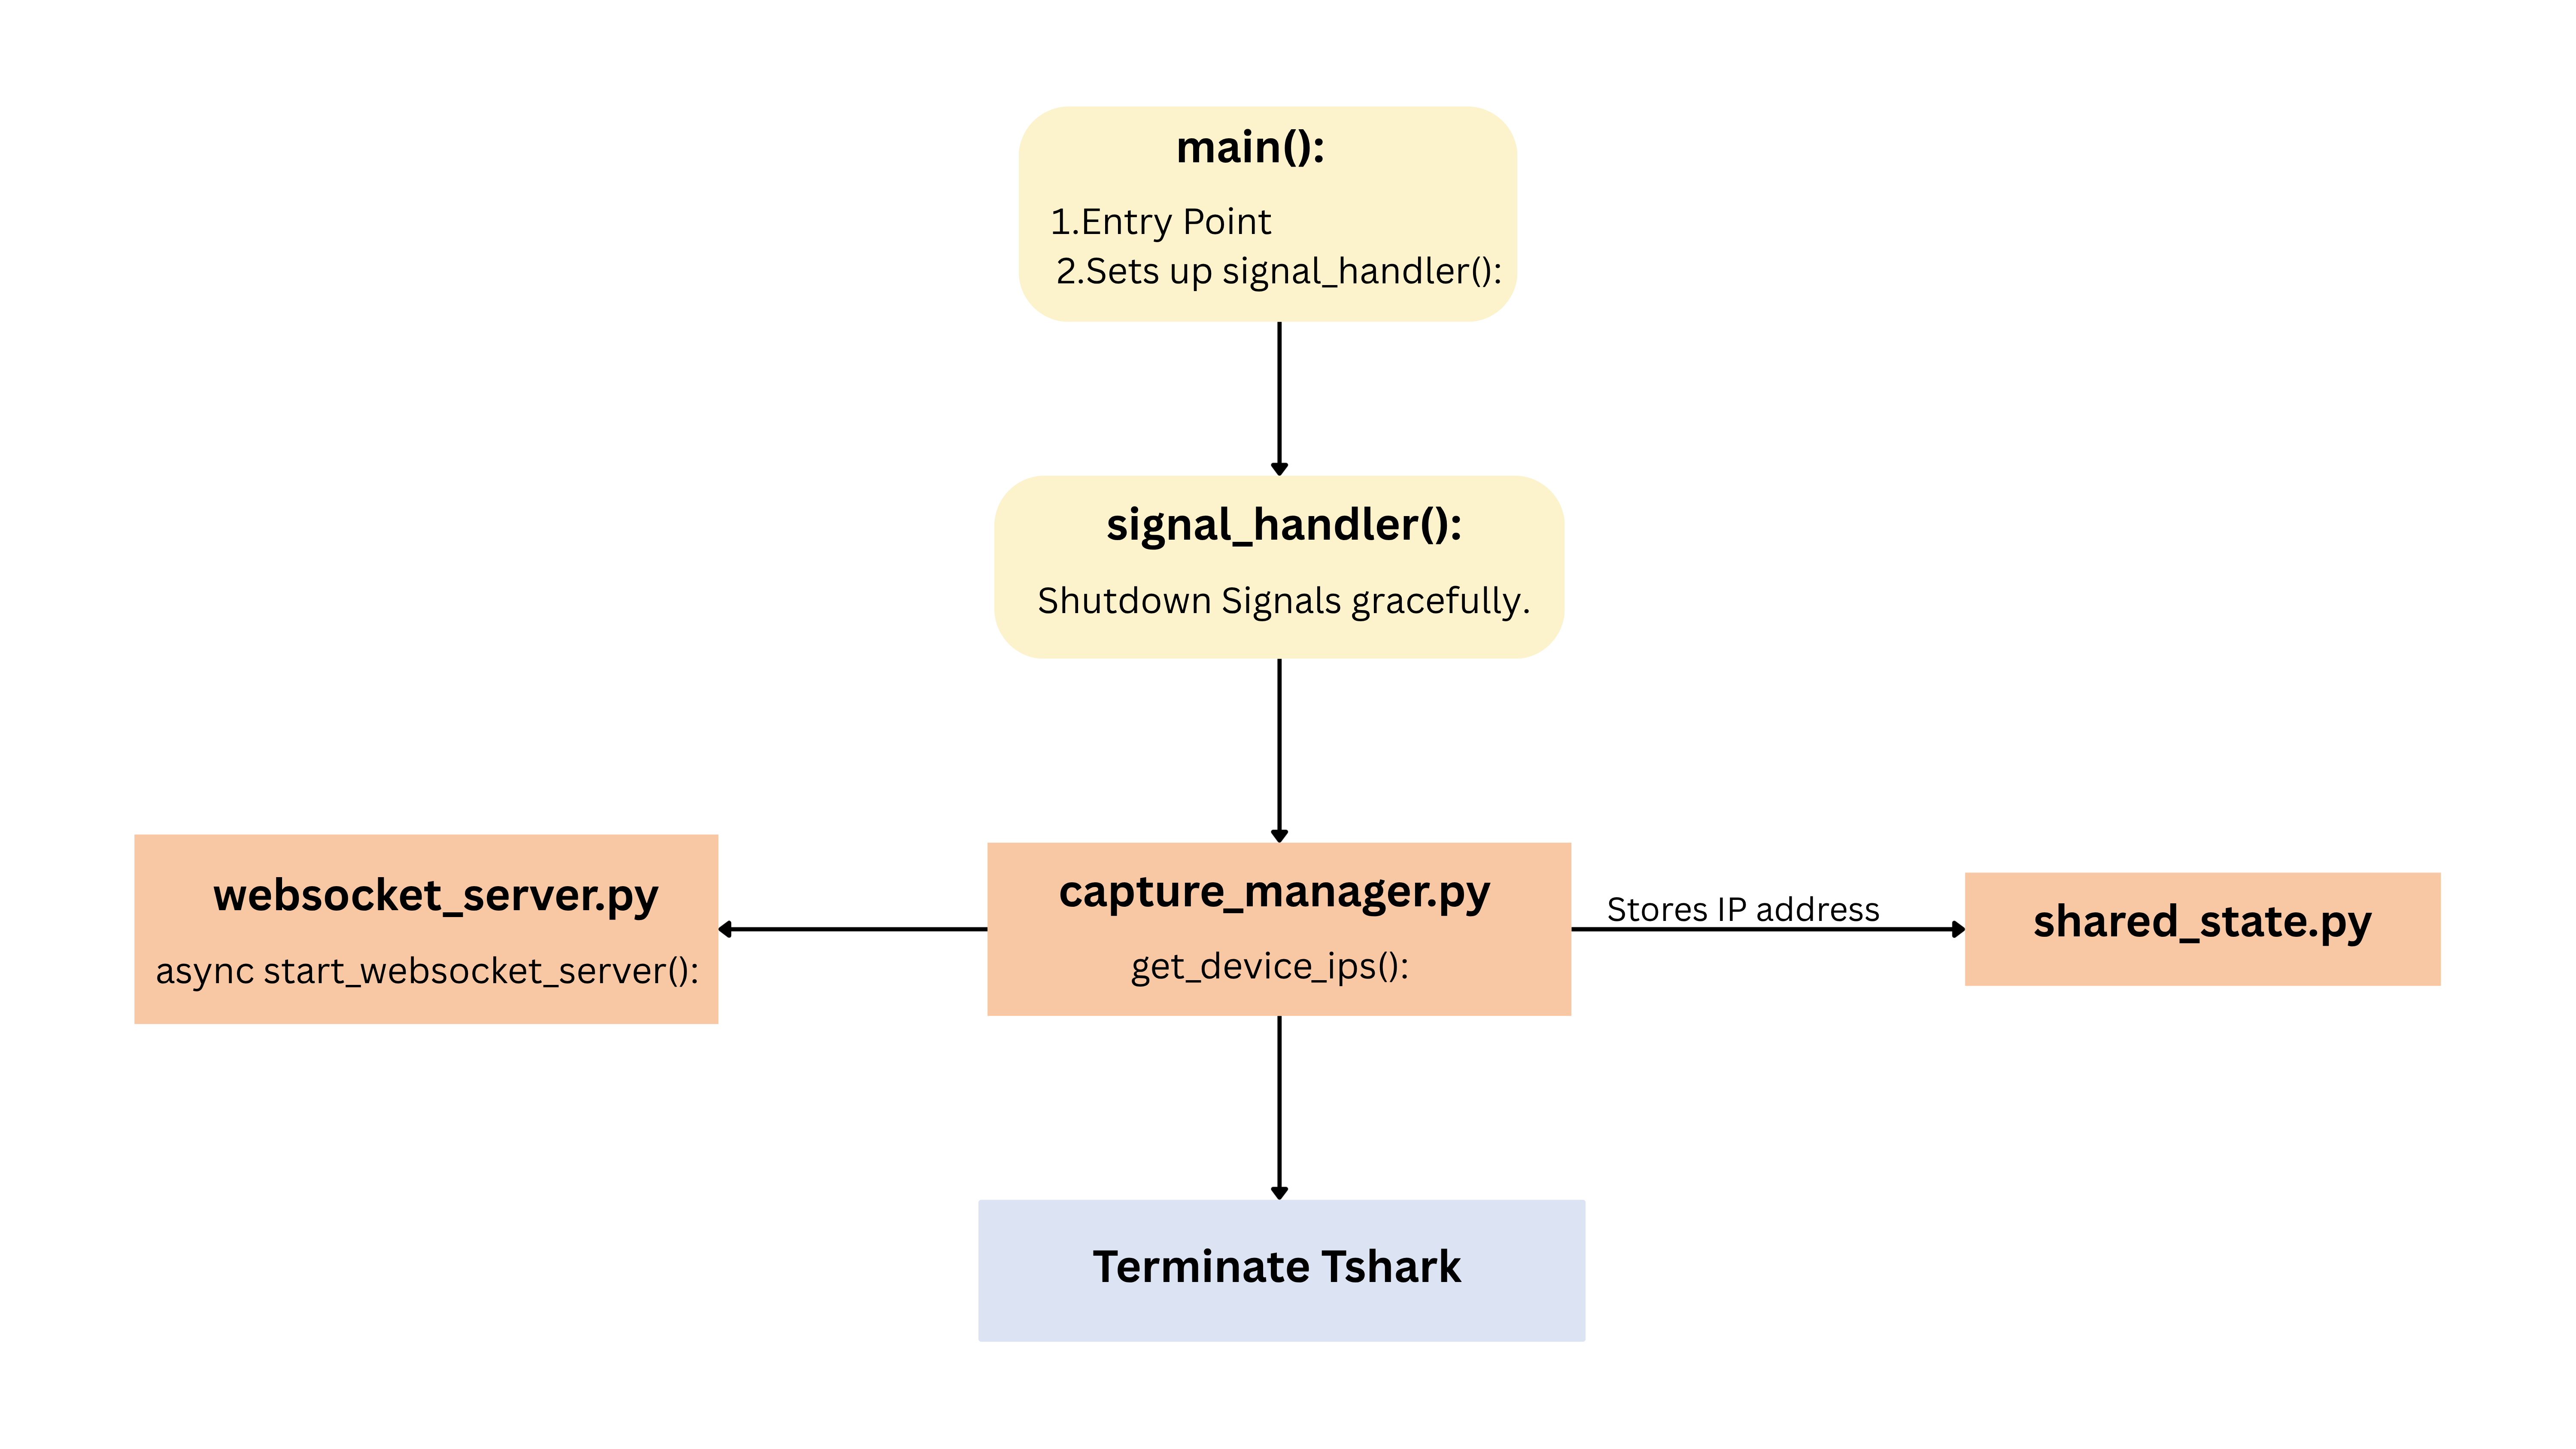 main():
1.Entry Point
2.Sets up signal_handler():
signal_handler():
Shutdown Signals gracefully.
websocket_server.py
async start_websocket_server():
capture_manager.py
get_device_ips():
Stores IP address
shared_state.py
Terminate Tshark